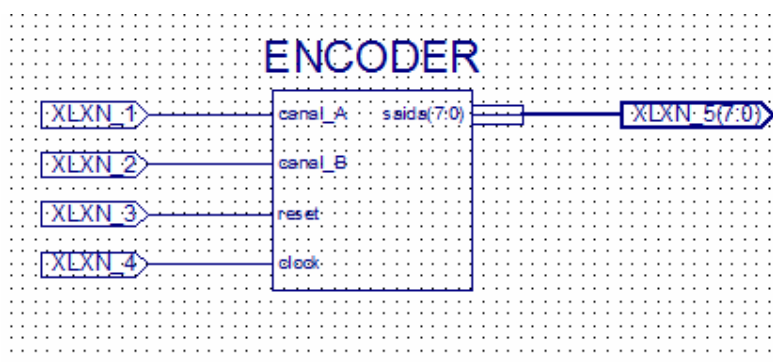 ENCODER
XLXN_1 canal_A saida(7:0) XLXN_5(7:0)
XLXN_2 canal_B
XLXN_3 reset
XLXN_4 clock